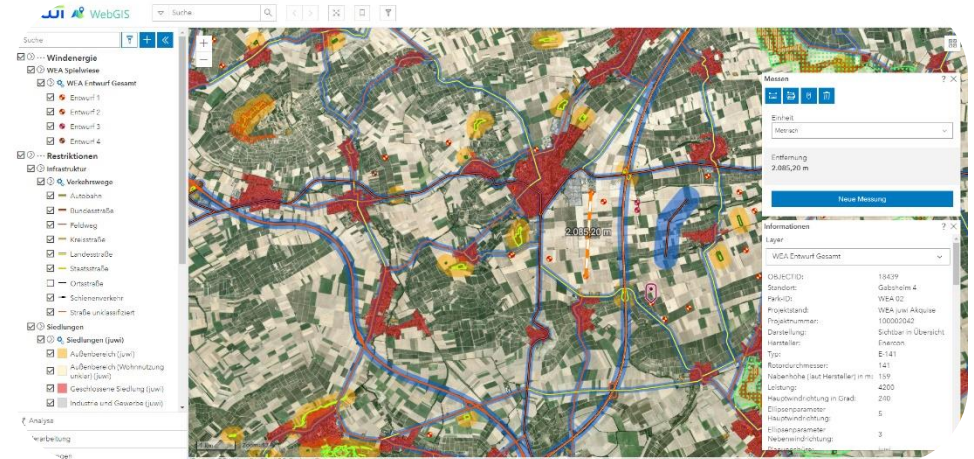 JUI WebGIS
Suche
Suche
Windenergie
WEA Spielwiese
WEA Entwurf Gesamt
Entwurf 1
Entwurf 2
Entwurf 3
Entwurf 4
Restriktionen
Infrastruktur
Verkehrswege
Autobahn
Bundesstraße
Feldweg
Kreisstraße
Landesstraße
Staatsstraße
Ortsstraße
Schienenverkehr
Straße unklassifiziert
Siedlungen
Siedlungen (juwi)
Außenbereich (juwi)
Außenbereich (Wohnnutzung
unklar) (juwi)
Geschlossene Siedlung (juwi)
Industrie und Gewerbe (juwi)
Analyse
2.085,20 m
Messen
Einheit
Metrisch
Entfernung
2.085,20 m
Neue Messung
Informationen
Layer
WEA Entwurf Gesamt
OBJECTID: 18439
Standort: Gabsheim 4
Park-ID: WEA 02
Projektstand: WEA juwi Akquise
Projektnummer: 100002042
Darstellung: Sichtbar in Übersicht
Hersteller: Enercon
Typ: E-141
Rotordurchmesser: 141
Nabenhöhe (laut Hersteller) in m: 159
Leistung: 4200
Hauptwindrichtung in Grad: 240
Ellipsenparameter
Hauptwindrichtung: 5
Ellipsenparameter
Nebenwindrichtung: 3